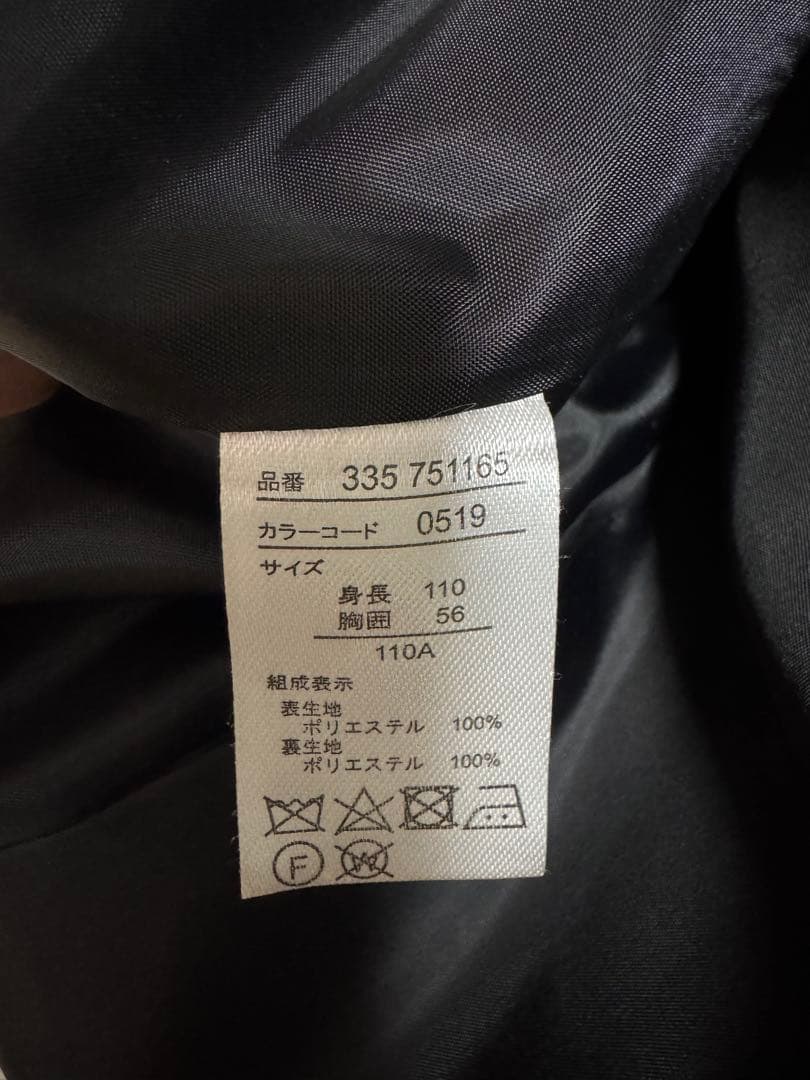 品番 335 751165
カラーコード 0519
サイズ
身長 110
胸囲 56
110A
組成表示
表生地
ポリエステル 100%
裏生地
ポリエステル 100%
F W